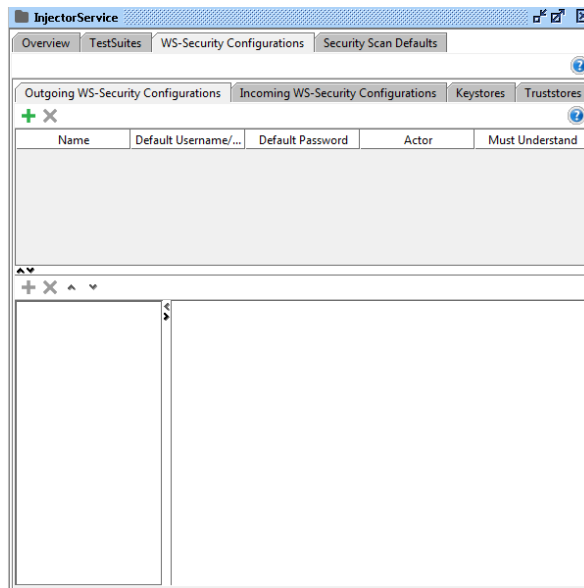 InjectorService
Overview TestSuites WS-Security Configurations Security Scan Defaults
Outgoing WS-Security Configurations Incoming WS-Security Configurations Keystores Truststores
Name Default Username/... Default Password Actor Must Understand